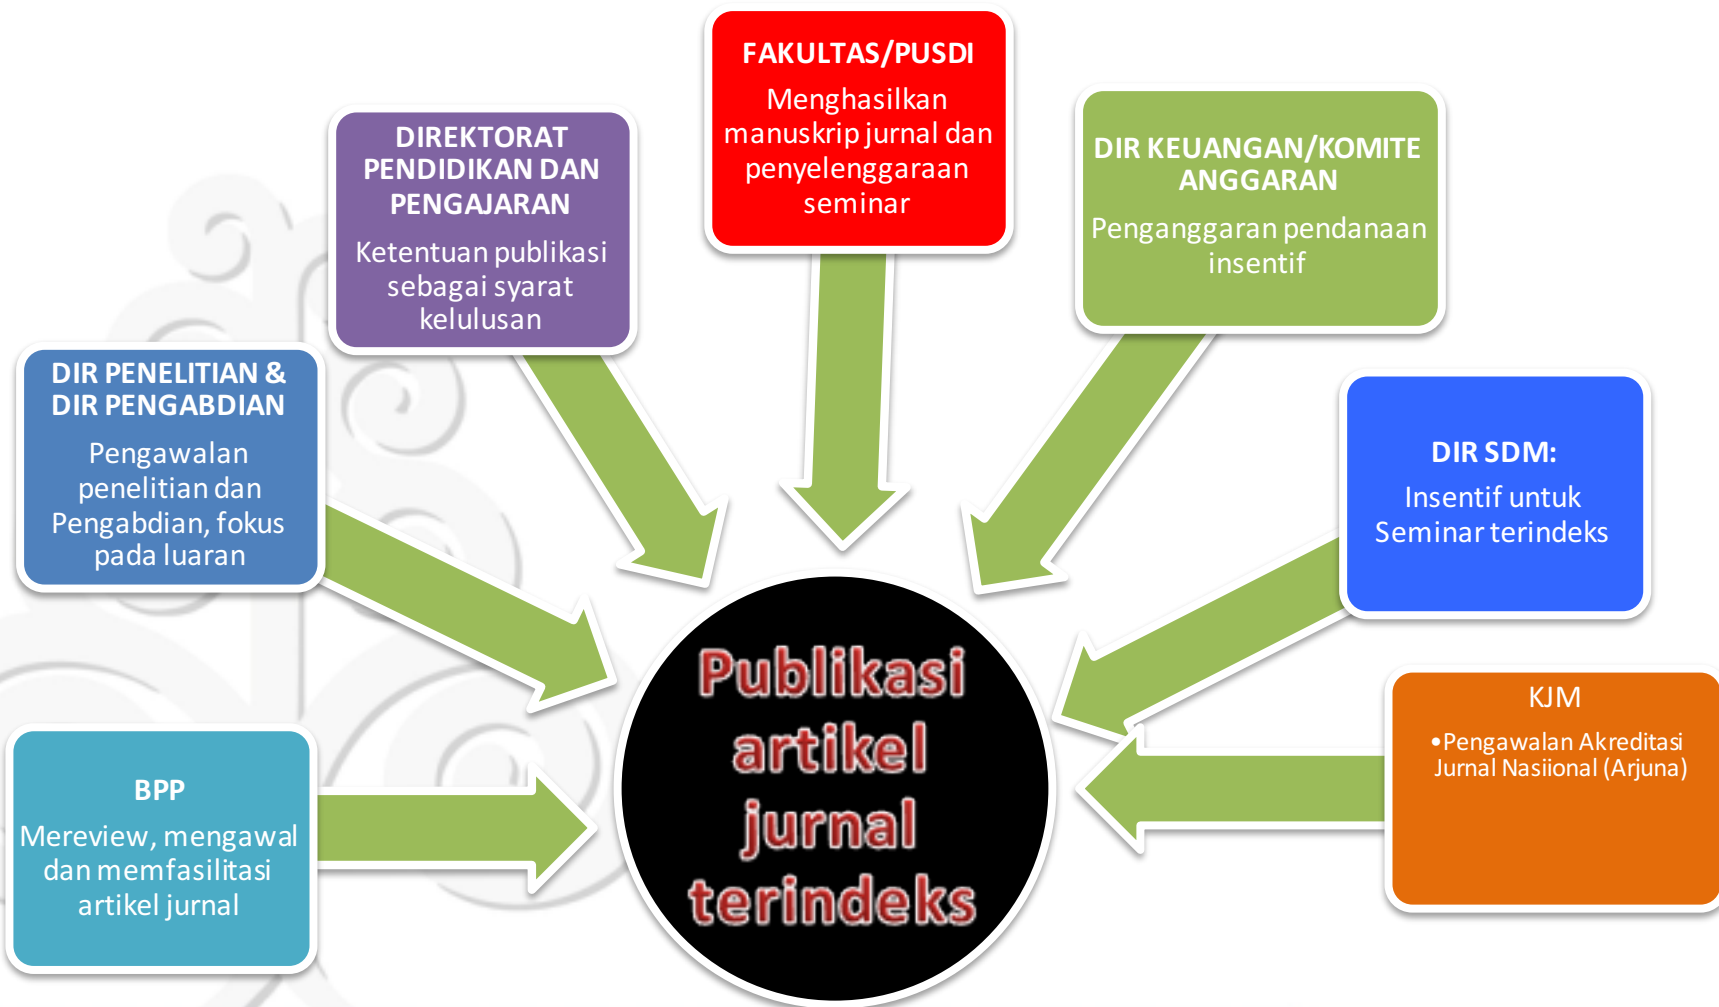 FAKULTAS/PUSDI
Menghasilkan
manuskrip jurnal dan
penyelenggaraan
seminar
DIREKTORAT
PENDIDIKAN DAN
PENGAJARAN
Ketentuan publikasi
sebagai syarat
kelulusan
DIR KEUANGAN/KOMITE
ANGGARAN
Penganggaran pendanaan
insentif
DIR PENELITIAN &
DIR PENGABDIAN
Pengawalan
penelitian dan
Pengabdian, fokus
pada luaran
DIR SDM:
Insentif untuk
Seminar terindeks
BPP
Mereview, mengawal
dan memfasilitasi
artikel jurnal
Publikasi
artikel
jurnal
terindeks
KJM
•Pengawalan Akreditasi
Jurnal Nasiional (Arjuna)